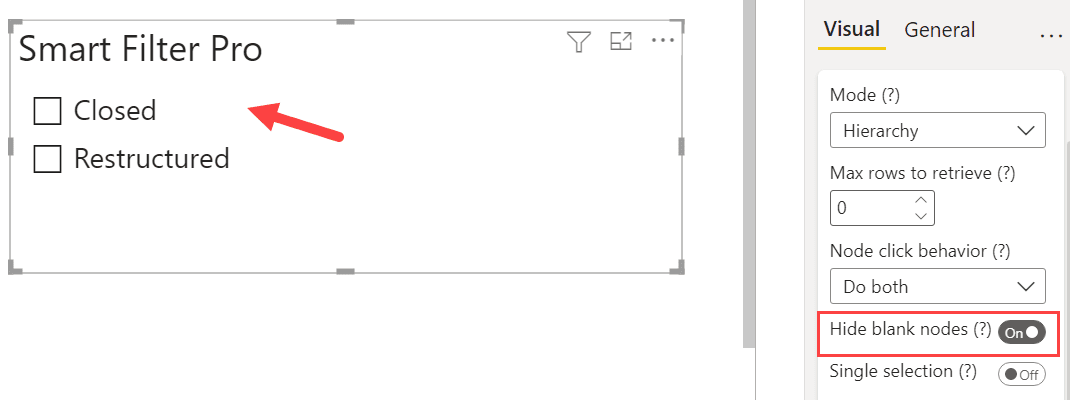 Smart Filter Pro
Closed
Restructured
Visual General ...
Mode (?)
Hierarchy
Max rows to retrieve (?)
0
Node click behavior (?)
Do both
Hide blank nodes (?) On
Single selection (?) Off